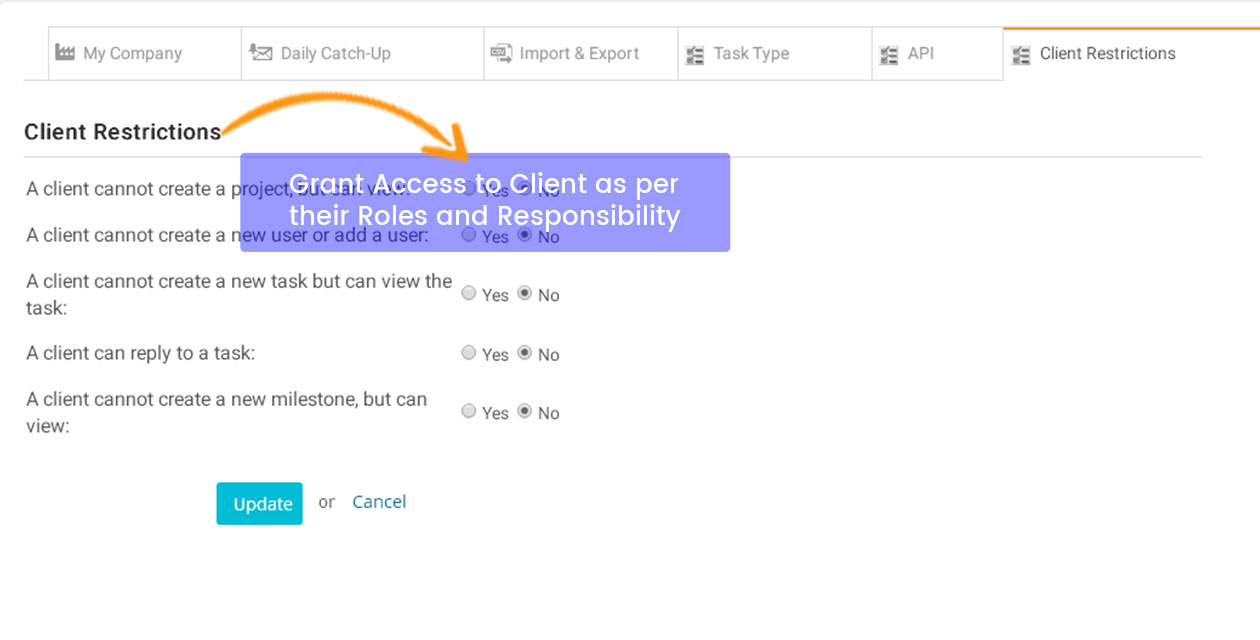 My Company Daily Catch-Up Import & Export Task Type API Client Restrictions
Client Restrictions
Grant Access to Client as per
their Roles and Responsibility
A client cannot create a project, but can view: Yes No
A client cannot create a new user or add a user: Yes No
A client cannot create a new task but can view the
task: Yes No
A client can reply to a task: Yes No
A client cannot create a new milestone, but can
view: Yes No
Update or Cancel